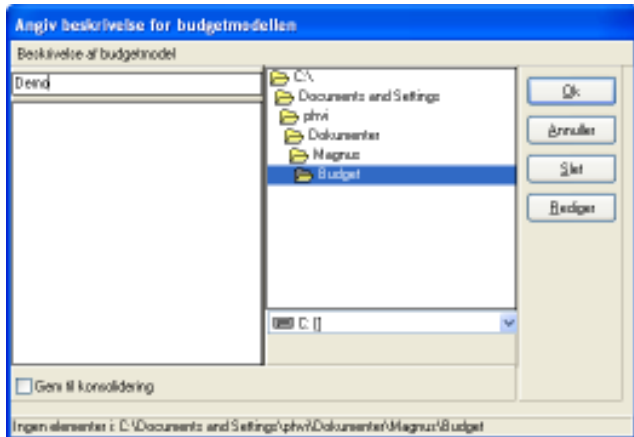 Angiv beskrivelse for budgetmodellen
Beskrivelse af budgetmodel
Demo
C:\
Documents and Settings
phvi
Dokumenter
Magnus
Budget
Ok
Annuller
Slet
Rediger
C: []
Gem til konsolidering
Ingen elementer i: C:\Documents and Settings\phvi\Dokumenter\Magnus\Budget